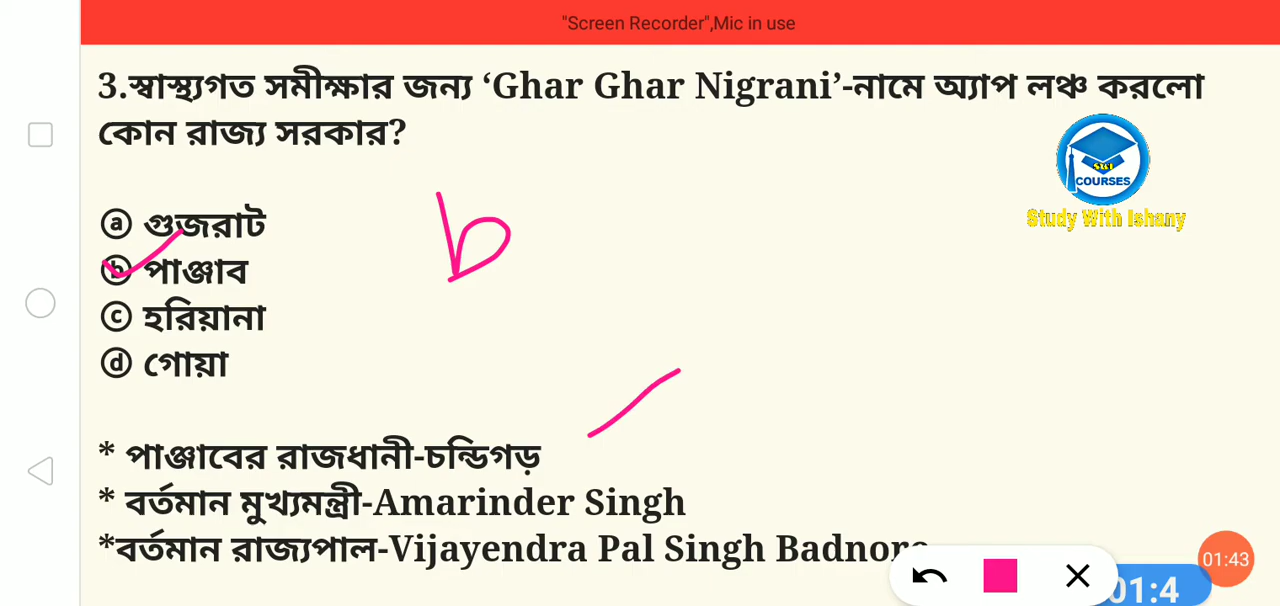 "Screen Recorder",Mic in use
3.স্বাস্থ্যগত সমীক্ষার জন্য ‘Ghar Ghar Nigrani’-নামে অ্যাপ লঞ্চ করলো
কোন রাজ্য সরকার?
COURSES
Study With Ishany
ⓐ গুজরাট
b
ⓑ পাঞ্জাব
ⓒ হরিয়ানা
ⓓ গোয়া
* পাঞ্জাবের রাজধানী-চন্ডিগড়
* বর্তমান মুখ্যমন্ত্রী-Amarinder Singh
*বর্তমান রাজ্যপাল-Vijayendra Pal Singh Badnore
01:43
01:4